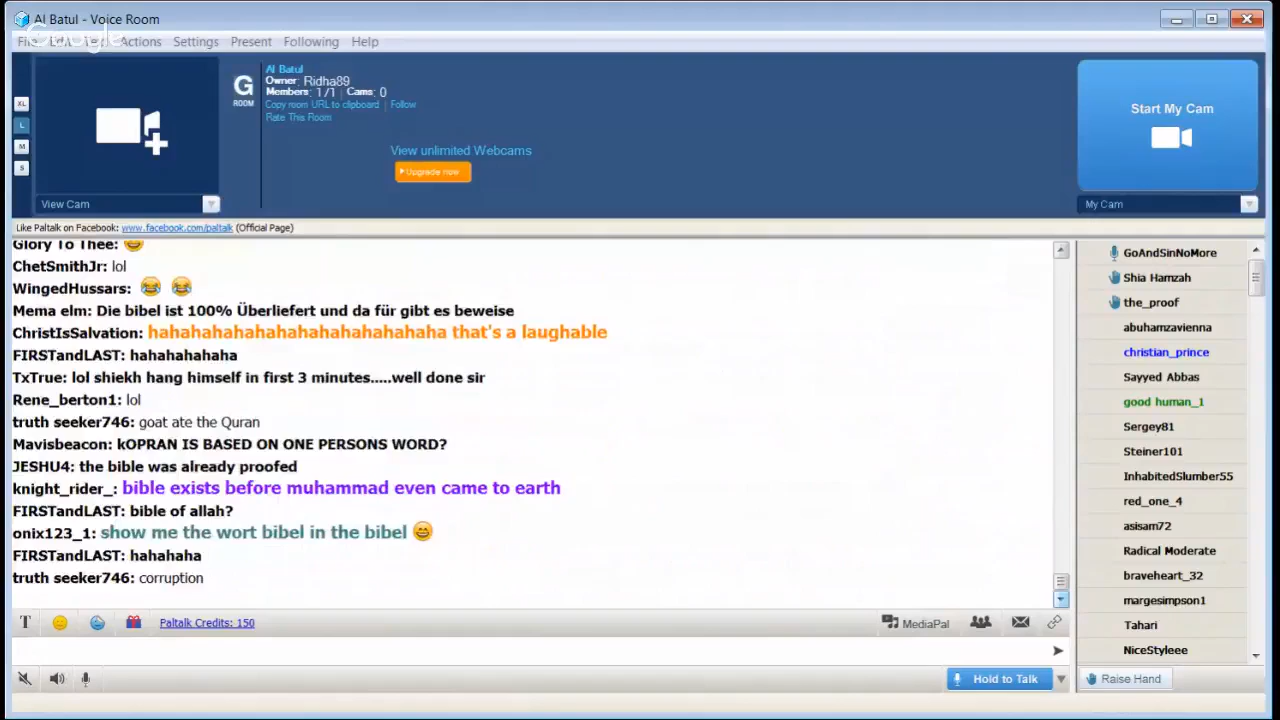 Al Batul - Voice Room
Google
Actions Settings Present Following Help
Al Batul
Owner: Ridha89
Members: 1/1 Cams: 0
Copy room URL to clipboard | Follow
Rate This Room
G
ROOM
View unlimited Webcams
Upgrade now
XL
L
M
S
View Cam
Start My Cam
My Cam
Like Paltalk on Facebook: www.facebook.com/paltalk (Official Page)
Glory To Thee:
ChetSmithJr: lol
WingedHussars:
Mema elm: Die bibel ist 100% Überliefert und da für gibt es beweise
ChristIsSalvation: hahahahahahahahahahahahahaha that's a laughable
FIRSTandLAST: hahahahahaha
TxTrue: lol shiekh hang himself in first 3 minutes.....well done sir
Rene_berton1: lol
truth seeker746: goat ate the Quran
Mavisbeacon: kOPRAN IS BASED ON ONE PERSONS WORD?
JESHU4: the bible was already proofed
knight_rider_: bible exists before muhammad even came to earth
FIRSTandLAST: bible of allah?
onix123_1: show me the wort bibel in the bibel
FIRSTandLAST: hahahaha
truth seeker746: corruption
GoAndSinNoMore
Shia Hamzah
the_proof
abuhamzavienna
christian_prince
Sayyed Abbas
good human_1
Sergey81
Steiner101
InhabitedSlumber55
red_one_4
asisam72
Radical Moderate
braveheart_32
margesimpson1
Tahari
NiceStyleee
T
Paltalk Credits: 150
MediaPal
Hold to Talk
Raise Hand